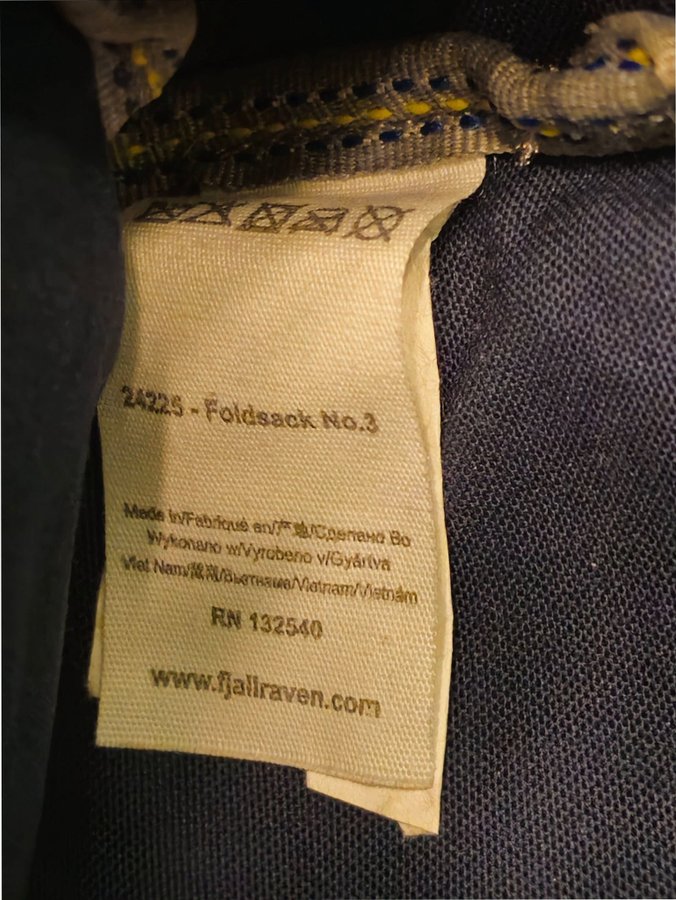 24225 - Foldsack No.3
Made in/Fabriqué en/产地/Сделано Во
Wykonano w/Vyrobeno v/Gyártva
Viet Nam/越南/Вьетнаме/Vietnam/Vietnám
RN 132540
www.fjallraven.com